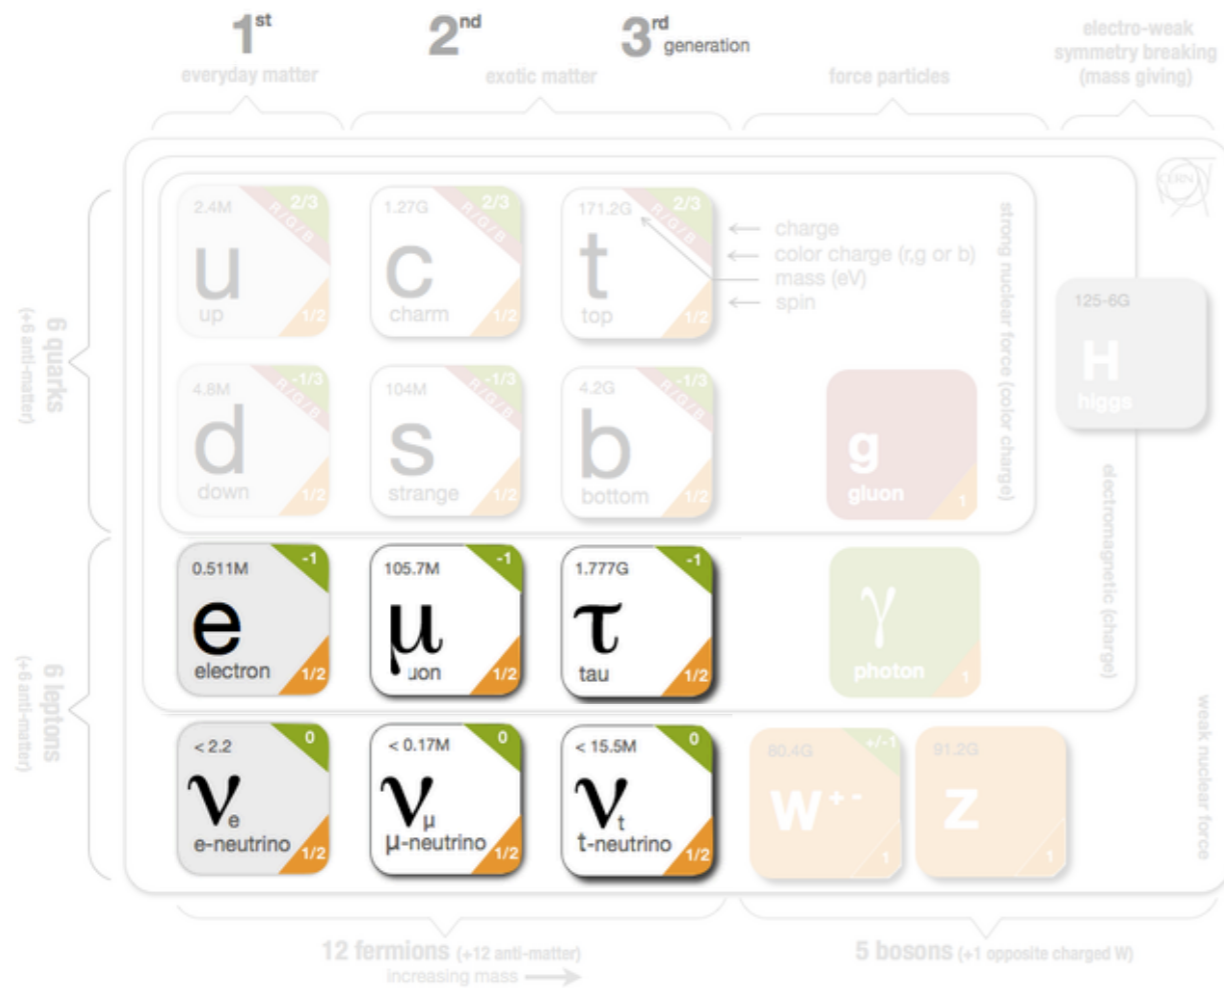 1st
2nd
3rd generation
everyday matter
exotic matter
force particles
electro-weak
symmetry breaking
(mass giving)
CERN
2.4M
2/3
R/G/B
u
up
1/2
1.27G
2/3
R/G/B
c
charm
1/2
171.2G
2/3
R/G/B
t
top
1/2
charge
color charge (r,g or b)
mass (eV)
spin
strong nuclear force (color charge)
125-6G
H
higgs
6 quarks
(+6 anti-matter)
4.8M
-1/3
R/G/B
d
down
1/2
104M
-1/3
R/G/B
s
strange
1/2
4.2G
-1/3
R/G/B
b
bottom
1/2
g
gluon
1
electromagnetic (charge)
6 leptons
(+6 anti-matter)
0.511M
-1
e
electron
1/2
105.7M
-1
μ
uon
1/2
1.777G
-1
τ
tau
1/2
γ
photon
1
weak nuclear force
< 2.2
0
νe
e-neutrino
1/2
< 0.17M
0
νμ
μ-neutrino
1/2
< 15.5M
0
νt
t-neutrino
1/2
80.4G
+/-1
W+-
1
91.2G
Z
1
12 fermions (+12 anti-matter)
increasing mass
5 bosons (+1 opposite charged W)